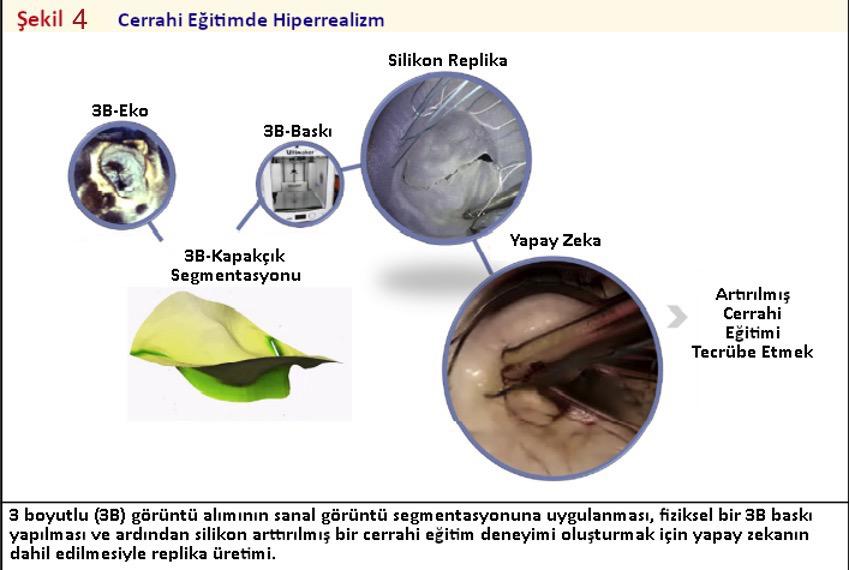 Şekil 4 Cerrahi Eğitimde Hiperrealizm
Silikon Replika
3B-Eko
3B-Baskı
Ultimaker
Yapay Zeka
3B-Kapakçık
Segmentasyonu
Artırılmış
Cerrahi
Eğitimi
Tecrübe Etmek
3 boyutlu (3B) görüntü alımının sanal görüntü segmentasyonuna uygulanması, fiziksel bir 3B baskı
yapılması ve ardından silikon arttırılmış bir cerrahi eğitim deneyimi oluşturmak için yapay zekanın
dahil edilmesiyle replika üretimi.